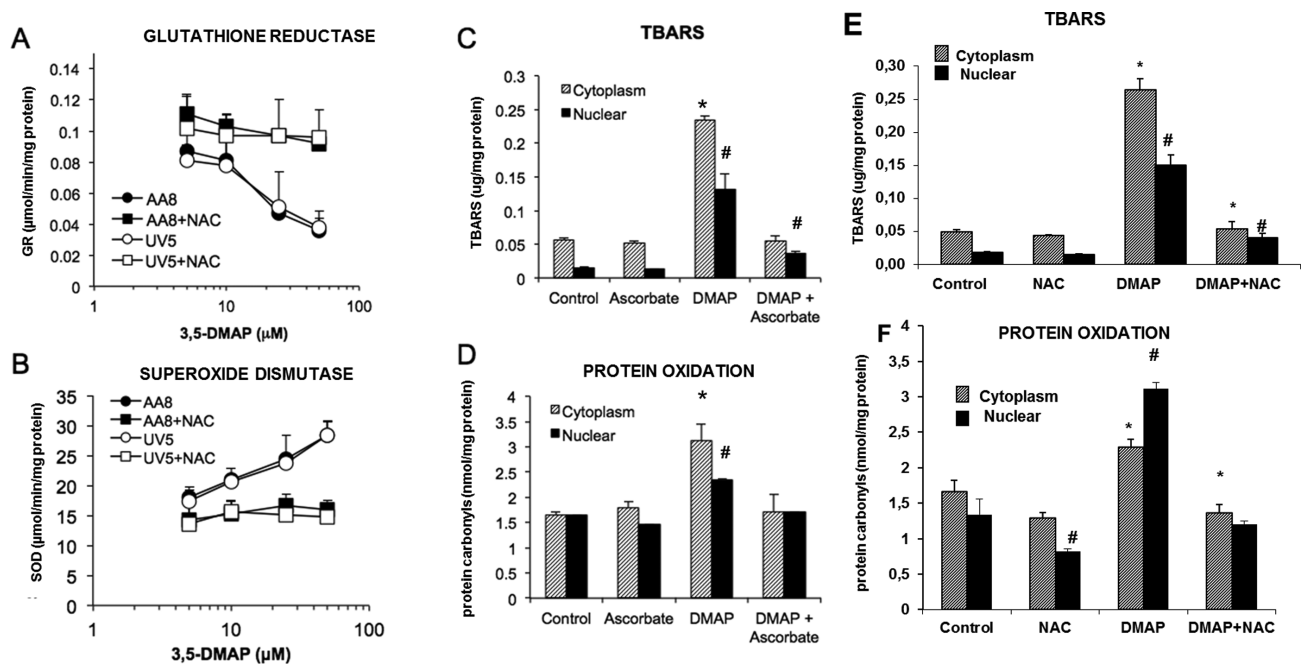 A
GLUTATHIONE REDUCTASE
GR (µmol/min/mg protein)
0.14
0.12
0.1
0.08
0.06
0.04
0.02
0
AA8
AA8+NAC
UV5
UV5+NAC
1
10
100
3,5-DMAP (µM)
B
SUPEROXIDE DISMUTASE
SOD (µmol/min/mg protein)
35
30
25
20
15
10
5
0
AA8
AA8+NAC
UV5
UV5+NAC
1
10
100
3,5-DMAP (µM)
C
TBARS
TBARS (ug/mg protein)
0.3
0.25
0.2
0.15
0.1
0.05
0
Cytoplasm
Nuclear
*
#
#
Control
Ascorbate
DMAP
DMAP +
Ascorbate
D
PROTEIN OXIDATION
protein carbonyls (nmol/mg protein)
4
3.5
3
2.5
2
1.5
1
0.5
0
Cytoplasm
Nuclear
*
#
Control
Ascorbate
DMAP
DMAP +
Ascorbate
E
TBARS
TBARS (ug/mg protein)
0,30
0,20
0,15
0,10
0,05
0,00
Cytoplasm
Nuclear
*
#
*
#
Control
NAC
DMAP
DMAP+NAC
F
PROTEIN OXIDATION
protein carbonyls (nmol/mg protein)
4
3,5
3
2,5
2
1,5
1
0,5
0
Cytoplasm
Nuclear
#
*
#
*
Control
NAC
DMAP
DMAP+NAC